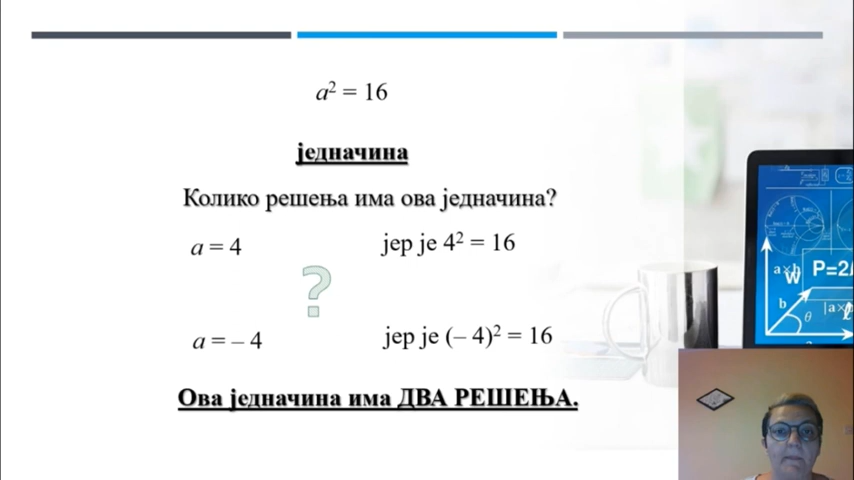 a² = 16
једначина
Колико решења има ова једначина?
a = 4 јер је 4² = 16
?
a = – 4 јер је (– 4)² = 16
Ова једначина има ДВА РЕШЕЊА.
a x b
W
P=2
b
θ
|a x